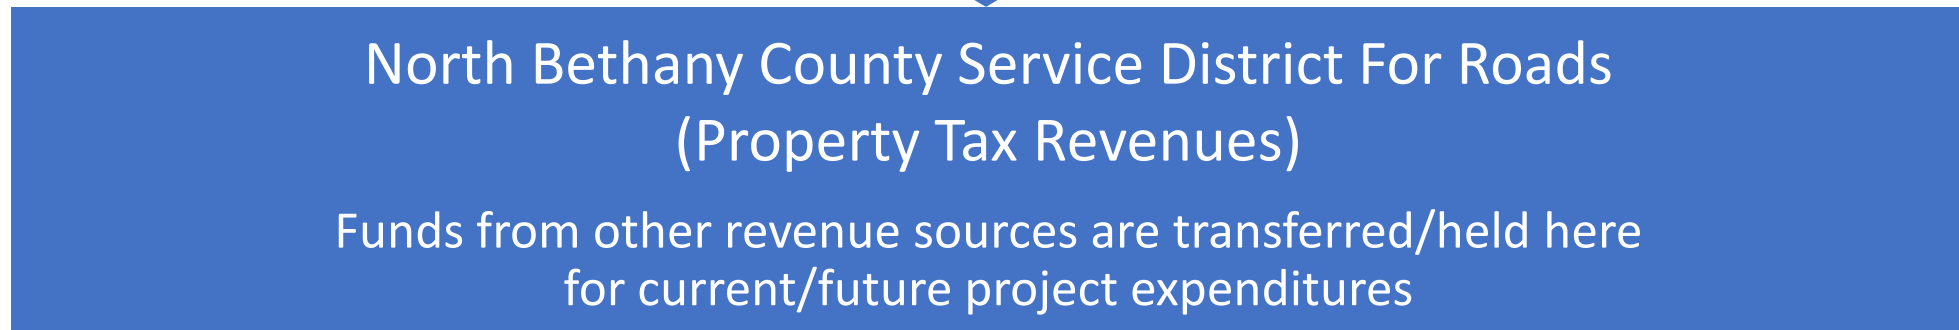 North Bethany County Service District For Roads
(Property Tax Revenues)
Funds from other revenue sources are transferred/held here
for current/future project expenditures